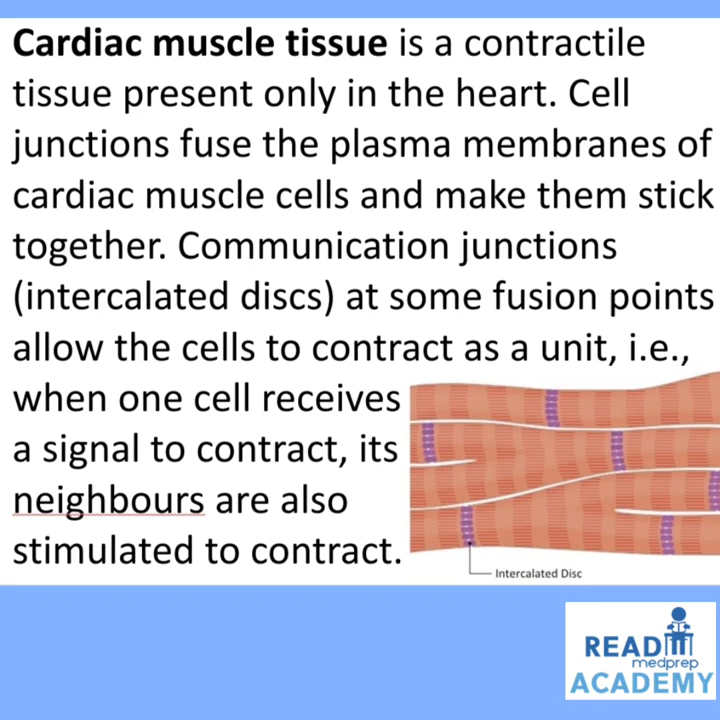 Cardiac muscle tissue is a contractile
tissue present only in the heart. Cell
junctions fuse the plasma membranes of
cardiac muscle cells and make them stick
together. Communication junctions
(intercalated discs) at some fusion points
allow the cells to contract as a unit, i.e.,
when one cell receives
a signal to contract, its
neighbours are also
stimulated to contract.
Intercalated Disc
READ
medprep
ACADEMY